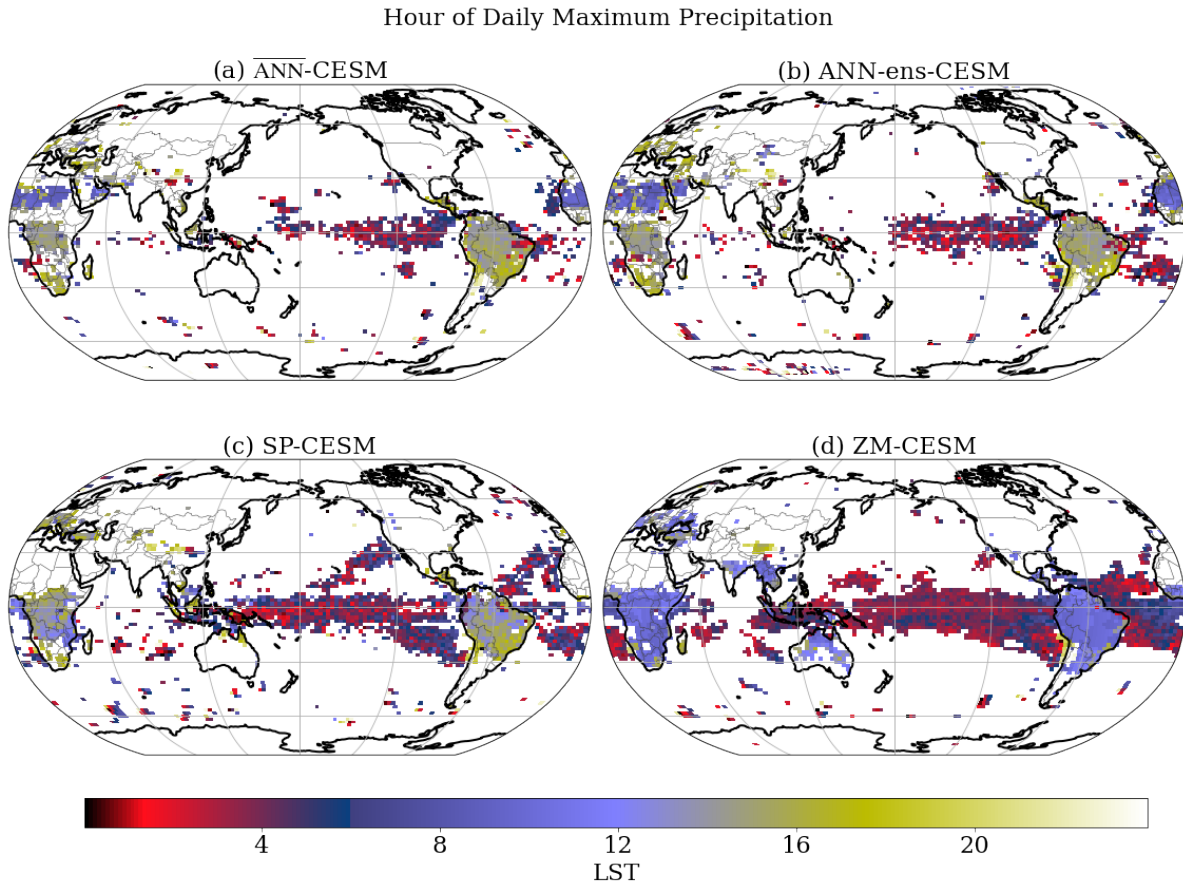 Hour of Daily Maximum Precipitation
(a) A̅N̅N̅-CESM
(b) ANN-ens-CESM
(c) SP-CESM
(d) ZM-CESM
4 8 12 16 20
LST